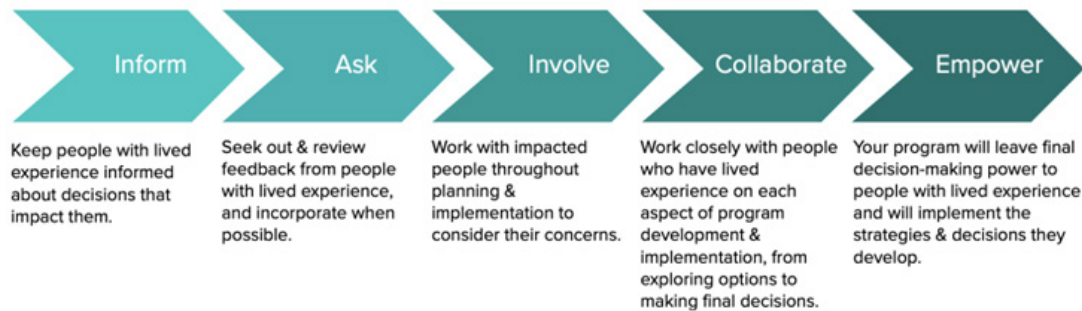 Inform
Keep people with lived
experience informed
about decisions that
impact them.
Ask
Seek out & review
feedback from people
with lived experience,
and incorporate when
possible.
Involve
Work with impacted
people throughout
planning &
implementation to
consider their concerns.
Collaborate
Work closely with people
who have lived
experience on each
aspect of program
development &
implementation, from
exploring options to
making final decisions.
Empower
Your program will leave final
decision-making power to
people with lived experience
and will implement the
strategies & decisions they
develop.